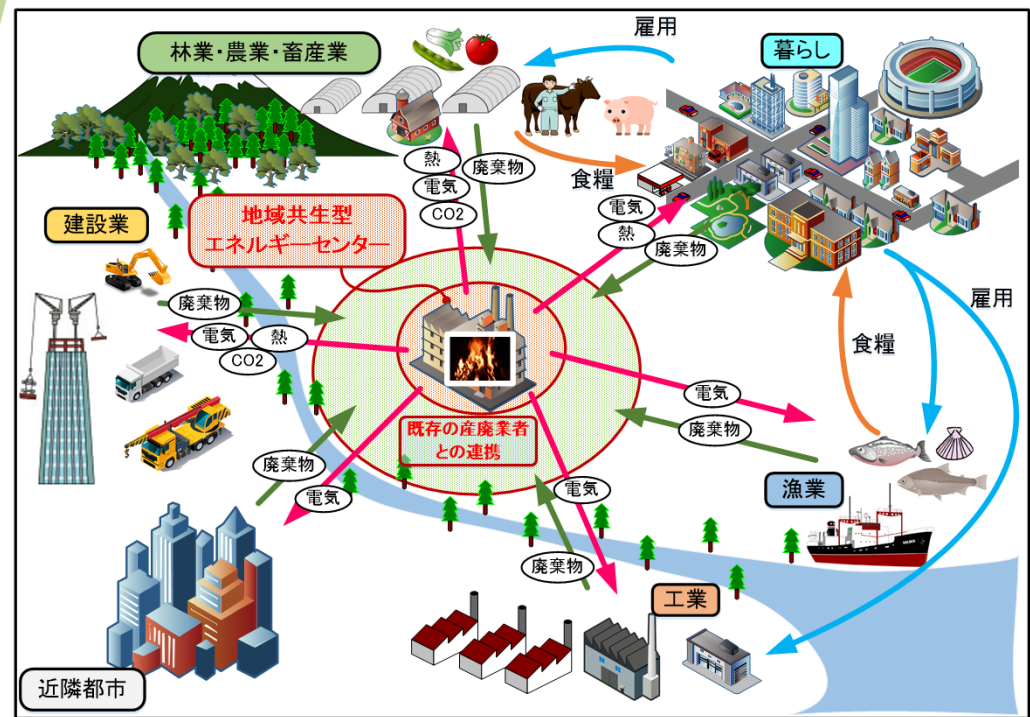 林業・農業・畜産業
雇用
暮らし
熱
電気
CO2
廃棄物
食糧
電気
熱
廃棄物
地域共生型
エネルギーセンター
建設業
廃棄物
電気
熱
CO2
雇用
食糧
電気
廃棄物
既存の産廃業者
との連携
廃棄物
電気
電気
廃棄物
漁業
工業
近隣都市